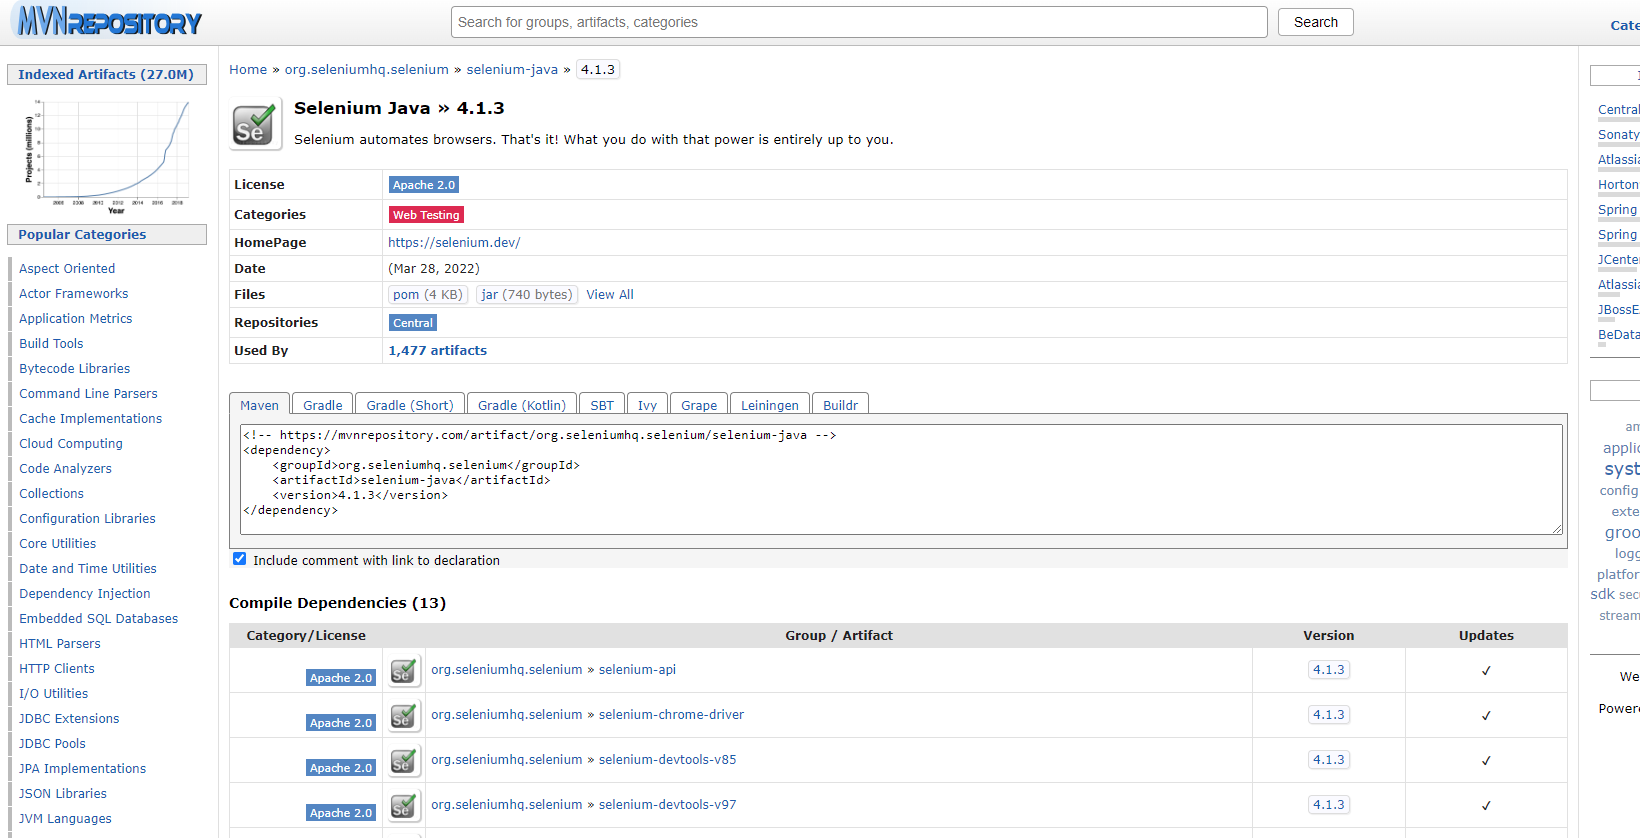 MVNREPOSITORY
Search for groups, artifacts, categories
Search
Indexed Artifacts (27.0M)
Projects (millions)
Year
Popular Categories
Aspect Oriented
Actor Frameworks
Application Metrics
Build Tools
Bytecode Libraries
Command Line Parsers
Cache Implementations
Cloud Computing
Code Analyzers
Collections
Configuration Libraries
Core Utilities
Date and Time Utilities
Dependency Injection
Embedded SQL Databases
HTML Parsers
HTTP Clients
I/O Utilities
JDBC Extensions
JDBC Pools
JPA Implementations
JSON Libraries
JVM Languages
Home » org.seleniumhq.selenium » selenium-java » 4.1.3
Selenium Java » 4.1.3
Selenium automates browsers. That's it! What you do with that power is entirely up to you.
License Apache 2.0
Categories Web Testing
HomePage https://selenium.dev/
Date (Mar 28, 2022)
Files pom (4 KB) jar (740 bytes) View All
Repositories Central
Used By 1,477 artifacts
Maven Gradle Gradle (Short) Gradle (Kotlin) SBT Ivy Grape Leiningen Buildr
<!-- https://mvnrepository.com/artifact/org.seleniumhq.selenium/selenium-java -->
<dependency>
    <groupId>org.seleniumhq.selenium</groupId>
    <artifactId>selenium-java</artifactId>
    <version>4.1.3</version>
</dependency>
Include comment with link to declaration
Compile Dependencies (13)
Category/License Group / Artifact Version Updates
Apache 2.0 Se org.seleniumhq.selenium » selenium-api 4.1.3 ✓
Apache 2.0 Se org.seleniumhq.selenium » selenium-chrome-driver 4.1.3 ✓
Apache 2.0 Se org.seleniumhq.selenium » selenium-devtools-v85 4.1.3 ✓
Apache 2.0 Se org.seleniumhq.selenium » selenium-devtools-v97 4.1.3 ✓
Central
Sonaty
Atlassia
Horton
Spring
Spring
JCente
Atlassia
JBossE
BeData
applic
syst
config
exte
groo
logg
platfor
sdk secu
stream
We
Power